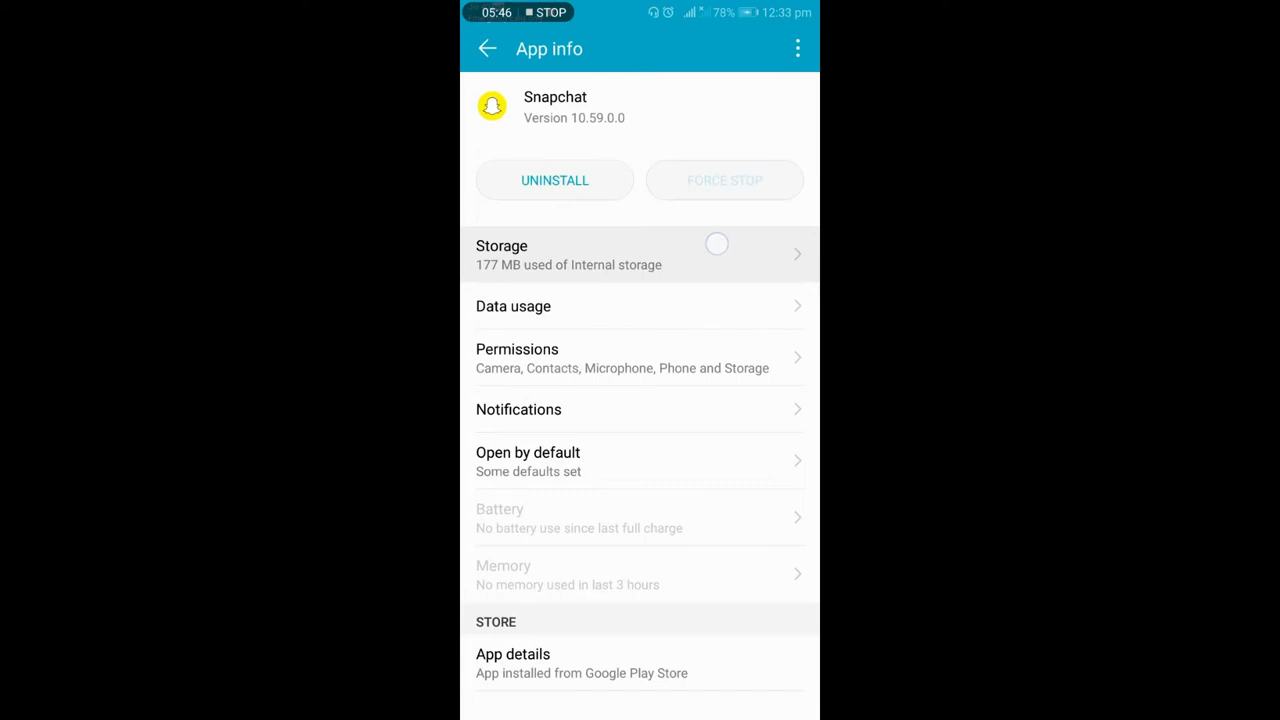 05:46 STOP 78% 12:33 pm
App info
Snapchat
Version 10.59.0.0
UNINSTALL FORCE STOP
Storage
177 MB used of Internal storage
Data usage
Permissions
Camera, Contacts, Microphone, Phone and Storage
Notifications
Open by default
Some defaults set
Battery
No battery use since last full charge
Memory
No memory used in last 3 hours
STORE
App details
App installed from Google Play Store